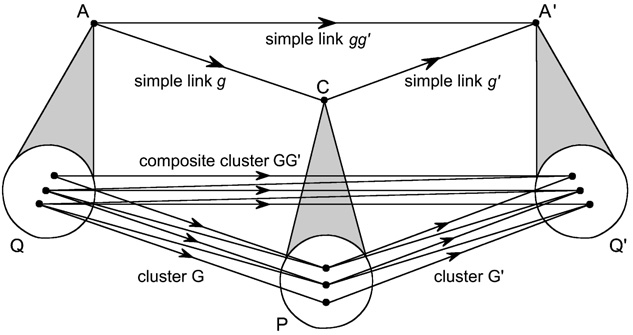 A
A'
simple link gg'
simple link g
simple link g'
C
composite cluster GG'
Q
Q'
cluster G
cluster G'
P